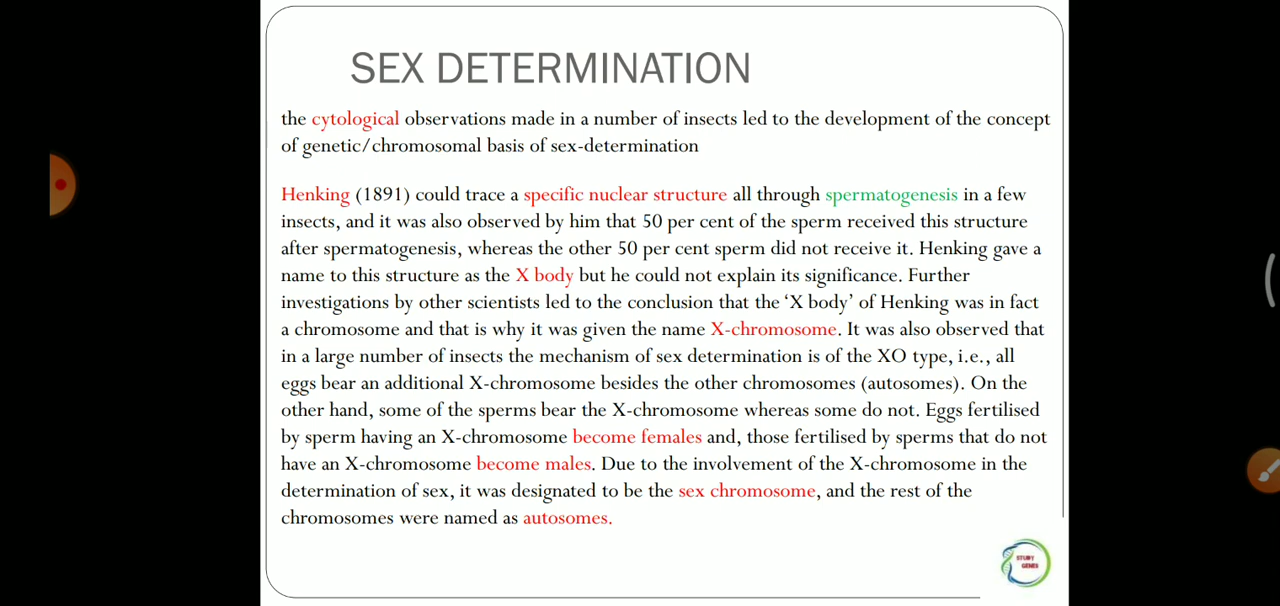 SEX DETERMINATION
the cytological observations made in a number of insects led to the development of the concept
of genetic/chromosomal basis of sex-determination
Henking (1891) could trace a specific nuclear structure all through spermatogenesis in a few
insects, and it was also observed by him that 50 per cent of the sperm received this structure
after spermatogenesis, whereas the other 50 per cent sperm did not receive it. Henking gave a
name to this structure as the X body but he could not explain its significance. Further
investigations by other scientists led to the conclusion that the ‘X body’ of Henking was in fact
a chromosome and that is why it was given the name X-chromosome. It was also observed that
in a large number of insects the mechanism of sex determination is of the XO type, i.e., all
eggs bear an additional X-chromosome besides the other chromosomes (autosomes). On the
other hand, some of the sperms bear the X-chromosome whereas some do not. Eggs fertilised
by sperm having an X-chromosome become females and, those fertilised by sperms that do not
have an X-chromosome become males. Due to the involvement of the X-chromosome in the
determination of sex, it was designated to be the sex chromosome, and the rest of the
chromosomes were named as autosomes.
STUDY
GENES